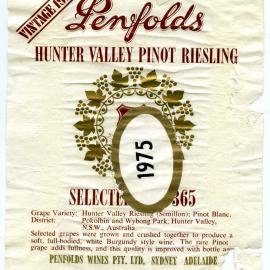 VINTAGE
Penfolds
HUNTER VALLEY PINOT RIESLING
1975
SELECTE 365
Grape Variety: Hunter Valley Riesling (Semillon); Pinot Blanc.
District: Pokolbin and Wybong Park, Hunter Valley,
N.S.W., Australia.
Selected grapes were grown and crushed together to produce a
soft, full-bodied, white Burgundy style wine. The rare Pinot
grape adds fullness, and this quality is improved with bottle
PENFOLDS WINES PTY. LTD. SYDNEY ADELAIDE